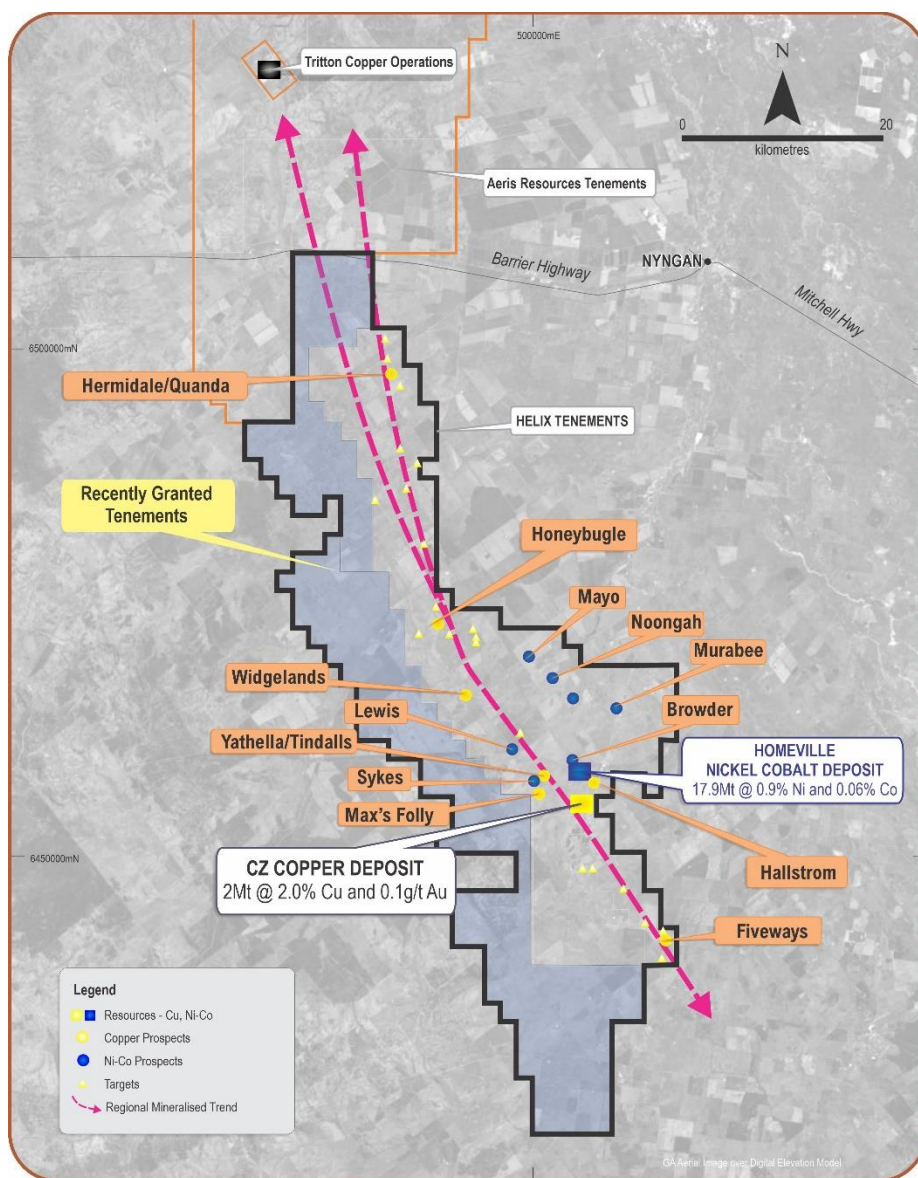 500000mE
Tritton Copper Operations
N
0
20
kilometres
Aeris Resources Tenements
Barrier Highway
NYNGAN
Mitchell Hwy
6500000mN
Hermidale/Quanda
HELIX TENEMENTS
Recently Granted
Tenements
Honeybugle
Mayo
Noongah
Murabee
Widgelands
Lewis
Browder
Yathella/Tindalls
HOMEVILLE
NICKEL COBALT DEPOSIT
17.9Mt @ 0.9% Ni and 0.06% Co
Sykes
Max's Folly
6450000mN
CZ COPPER DEPOSIT
2Mt @ 2.0% Cu and 0.1g/t Au
Hallstrom
Fiveways
Legend
Resources - Cu, Ni-Co
Copper Prospects
Ni-Co Prospects
Targets
Regional Mineralised Trend
GA Aerial Image over Digital Elevation Model